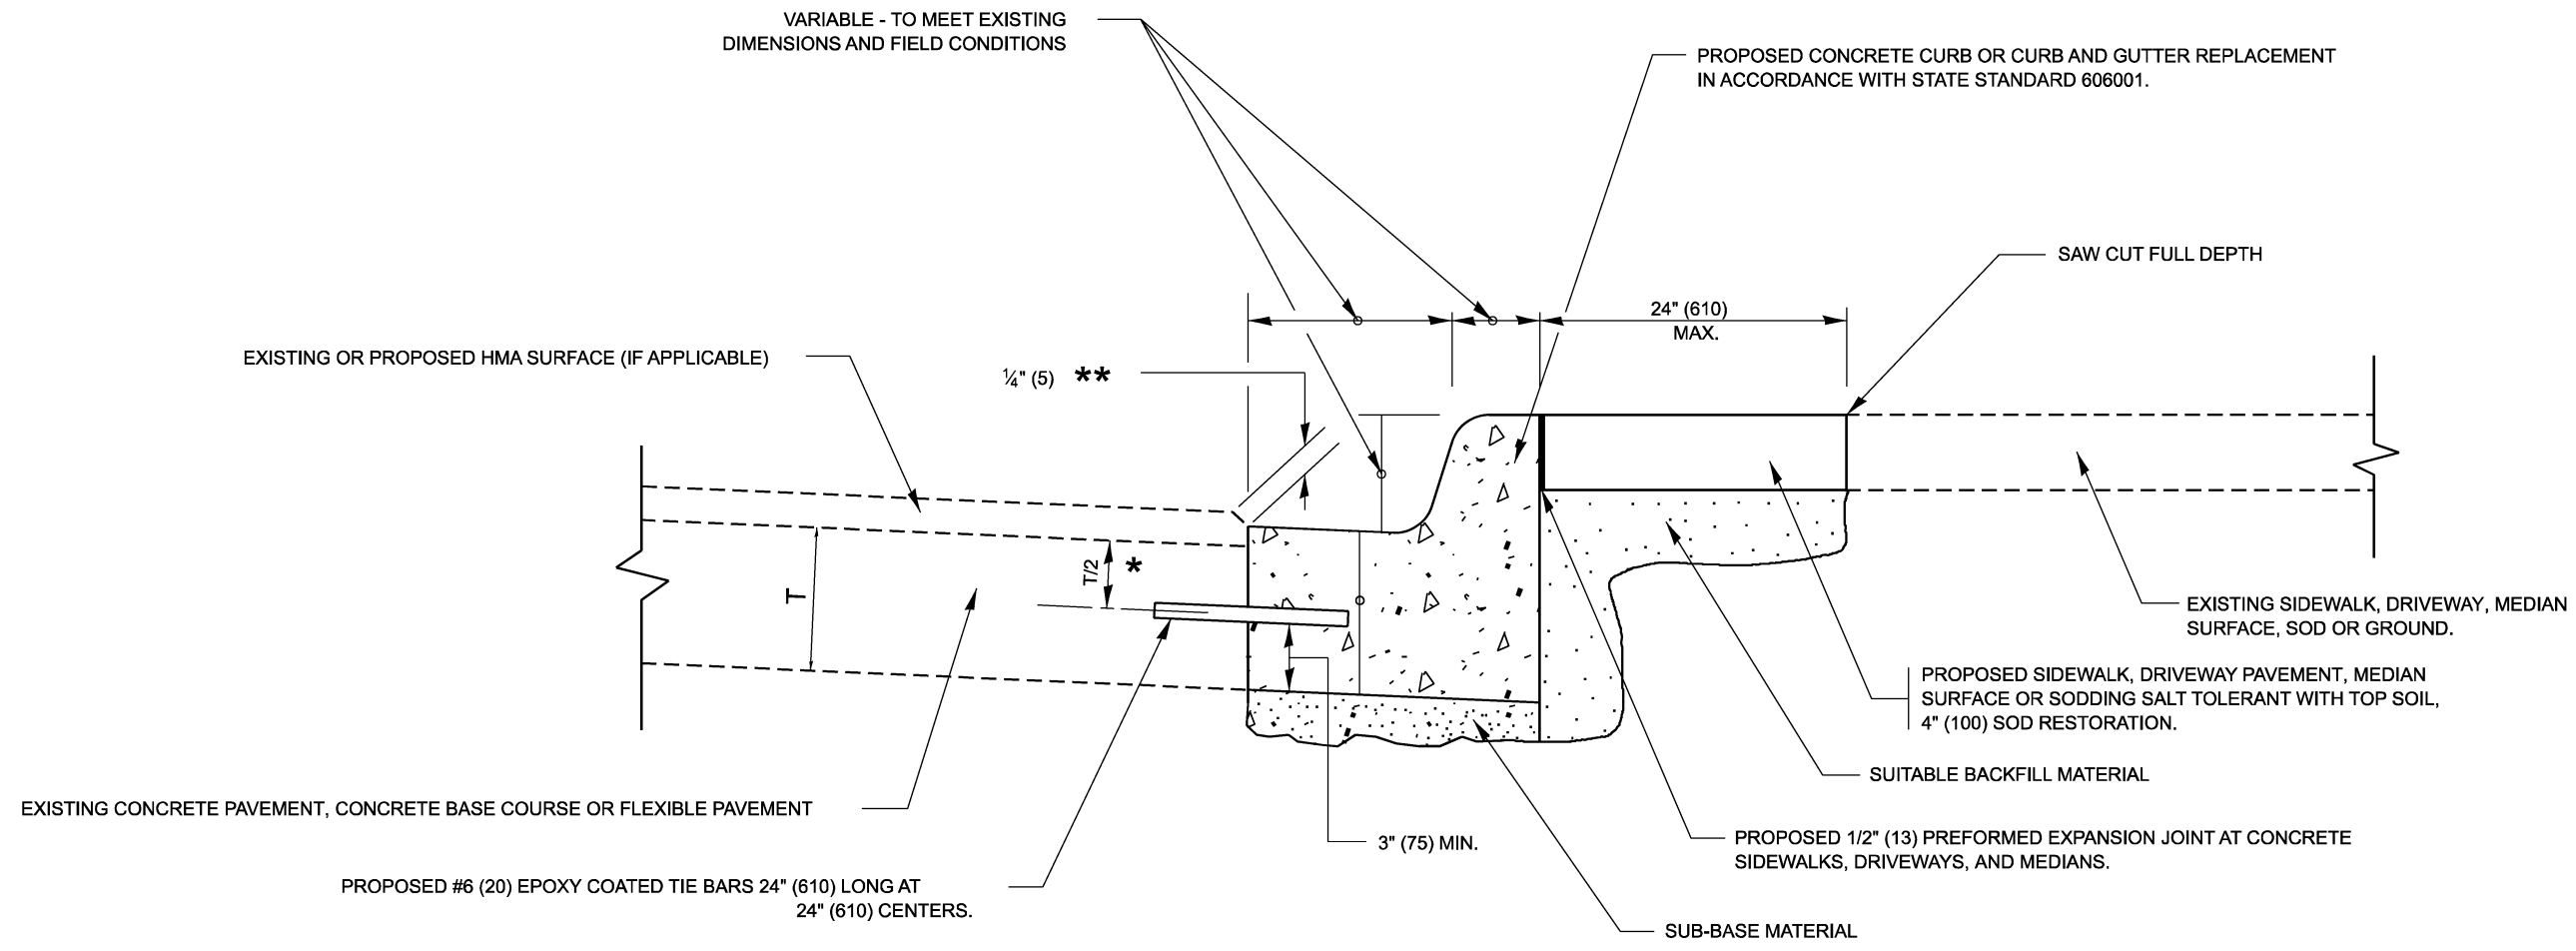 VARIABLE - TO MEET EXISTING
DIMENSIONS AND FIELD CONDITIONS
PROPOSED CONCRETE CURB OR CURB AND GUTTER REPLACEMENT
IN ACCORDANCE WITH STATE STANDARD 606001.
SAW CUT FULL DEPTH
24" (610)
MAX.
EXISTING OR PROPOSED HMA SURFACE (IF APPLICABLE)
¼" (5) **
T/2 *
T
EXISTING SIDEWALK, DRIVEWAY, MEDIAN
SURFACE, SOD OR GROUND.
PROPOSED SIDEWALK, DRIVEWAY PAVEMENT, MEDIAN
SURFACE OR SODDING SALT TOLERANT WITH TOP SOIL,
4" (100) SOD RESTORATION.
SUITABLE BACKFILL MATERIAL
EXISTING CONCRETE PAVEMENT, CONCRETE BASE COURSE OR FLEXIBLE PAVEMENT
3" (75) MIN.
PROPOSED 1/2" (13) PREFORMED EXPANSION JOINT AT CONCRETE
SIDEWALKS, DRIVEWAYS, AND MEDIANS.
PROPOSED #6 (20) EPOXY COATED TIE BARS 24" (610) LONG AT
24" (610) CENTERS.
SUB-BASE MATERIAL